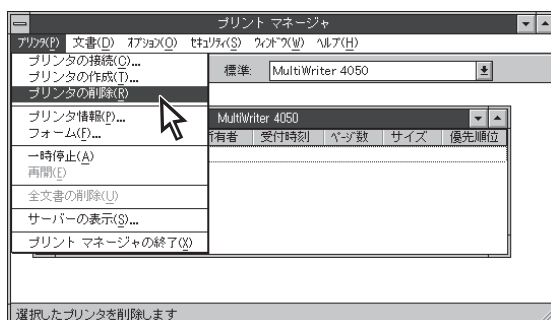 プリント マネージャ
プリンタ(P) 文書(D) オプション(O) セキュリティ(S) ウィンドウ(W) ヘルプ(H)
標準: MultiWriter 4050
プリンタの接続(C)...
プリンタの作成(T)...
プリンタの削除(R)
プリンタ情報(P)...
フォーム(F)...
一時停止(A)
再開(E)
全文書の削除(U)
サーバーの表示(S)...
プリント マネージャの終了(X)
MultiWriter 4050
有者 受付時刻 ページ数 サイズ 優先順位
選択したプリンタを削除します